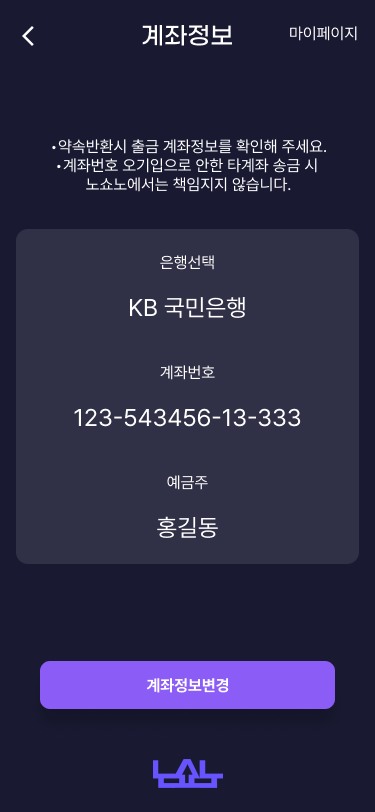 계좌정보
마이페이지
•약속반환시 출금 계좌정보를 확인해 주세요.
•계좌번호 오기입으로 안한 타계좌 송금 시
노쇼노에서는 책임지지 않습니다.
은행선택
KB 국민은행
계좌번호
123-543456-13-333
예금주
홍길동
계좌정보변경